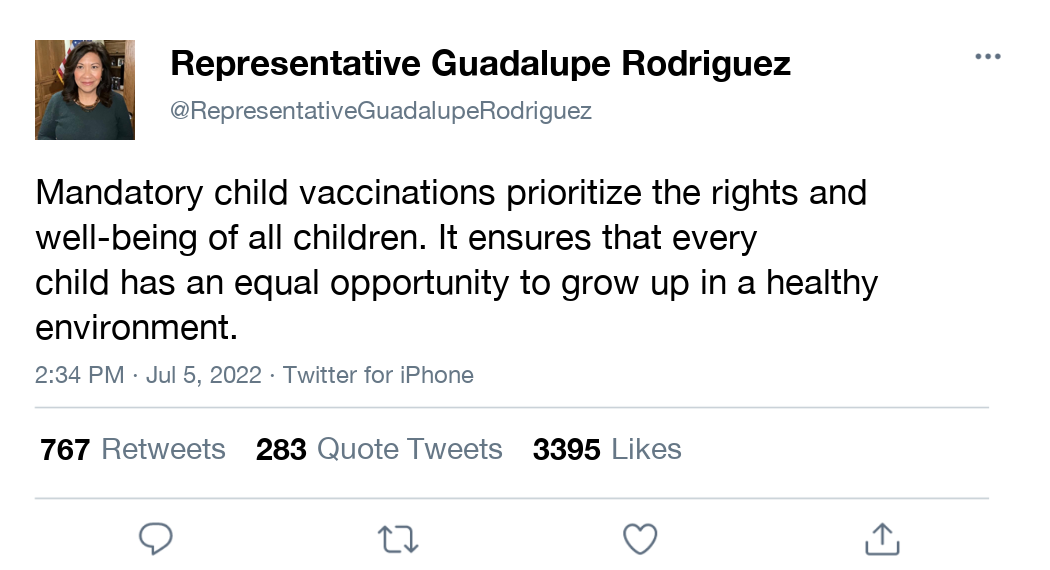 Representative Guadalupe Rodriguez
@RepresentativeGuadalupeRodriguez
Mandatory child vaccinations prioritize the rights and
well-being of all children. It ensures that every
child has an equal opportunity to grow up in a healthy
environment.
2:34 PM · Jul 5, 2022 · Twitter for iPhone
767 Retweets 283 Quote Tweets 3395 Likes